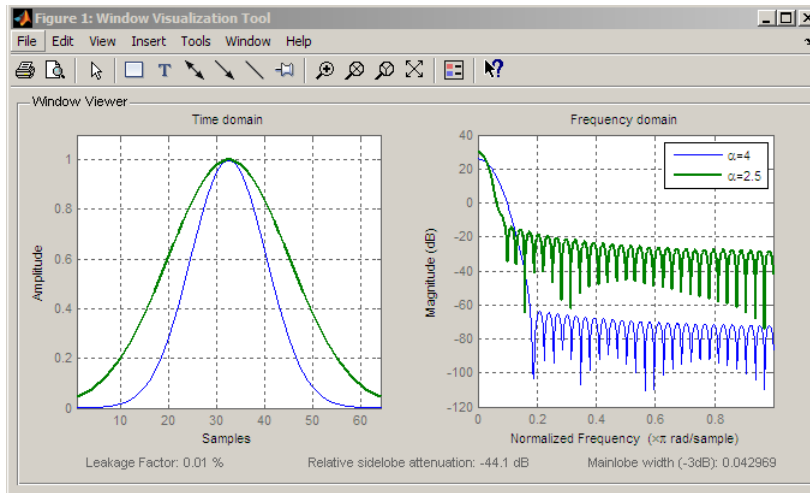 Figure 1: Window Visualization Tool
File Edit View Insert Tools Window Help
Window Viewer
Time domain
1
0.8
0.6
0.4
0.2
0
Amplitude
10 20 30 40 50 60
Samples
Frequency domain
40
20
0
-20
-40
-60
-80
-100
-120
Magnitude (dB)
α=4
α=2.5
0 0.2 0.4 0.6 0.8
Normalized Frequency (×π rad/sample)
Leakage Factor: 0.01 %
Relative sidelobe attenuation: -44.1 dB
Mainlobe width (-3dB): 0.042969